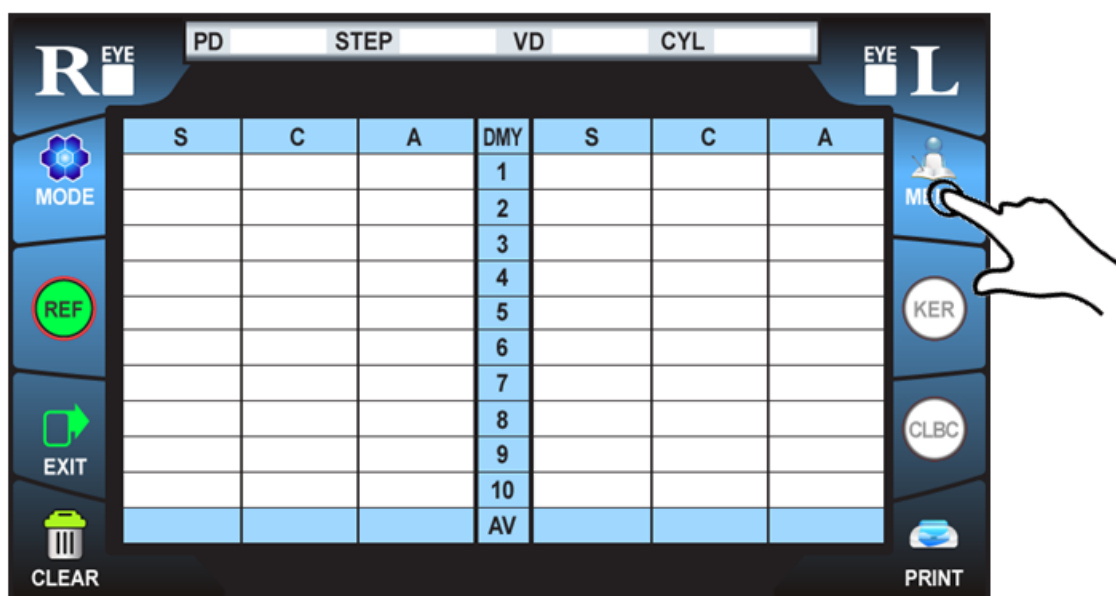 PD STEP VD CYL
R EYE
EYE L
S C A DMY S C A
1
2
3
4
5
6
7
8
9
10
AV
MODE
REF
EXIT
CLEAR
KER
CLBC
PRINT